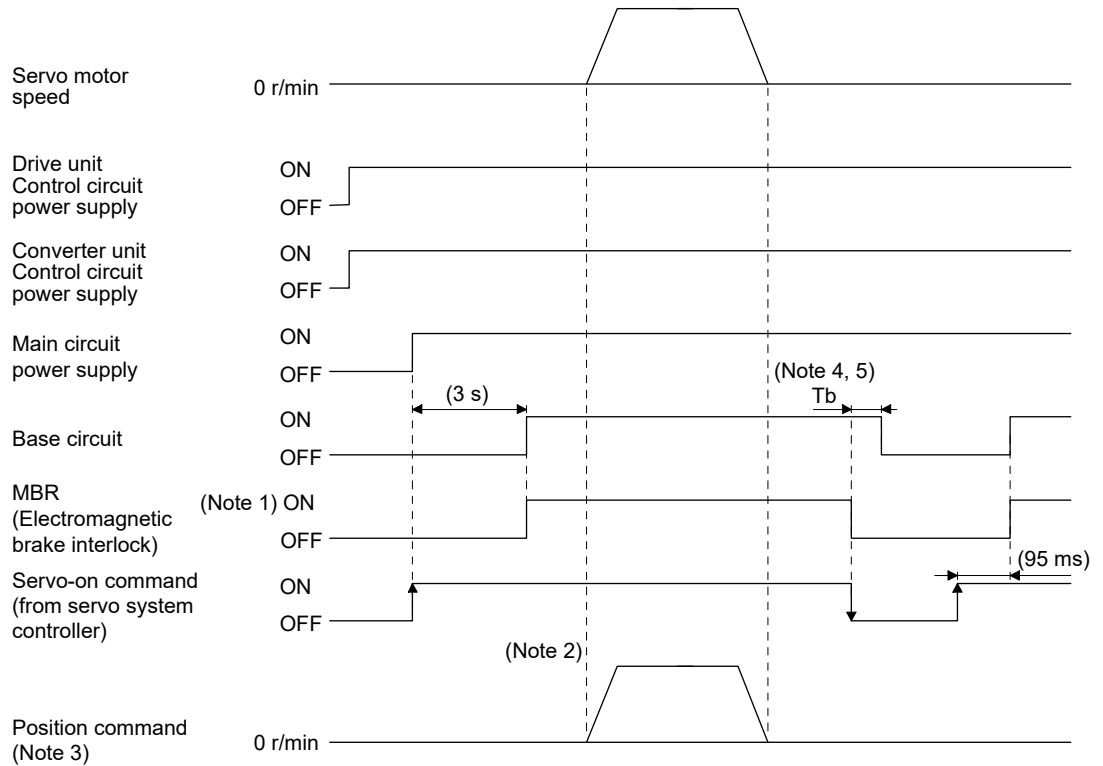 Servo motor
speed
0 r/min
Drive unit
Control circuit
power supply
ON
OFF
Converter unit
Control circuit
power supply
ON
OFF
Main circuit
power supply
ON
OFF
(3 s)
(Note 4, 5)
Tb
Base circuit
ON
OFF
MBR
(Electromagnetic
brake interlock)
(Note 1) ON
OFF
Servo-on command
(from servo system
controller)
ON
OFF
(95 ms)
(Note 2)
Position command
(Note 3)
0 r/min